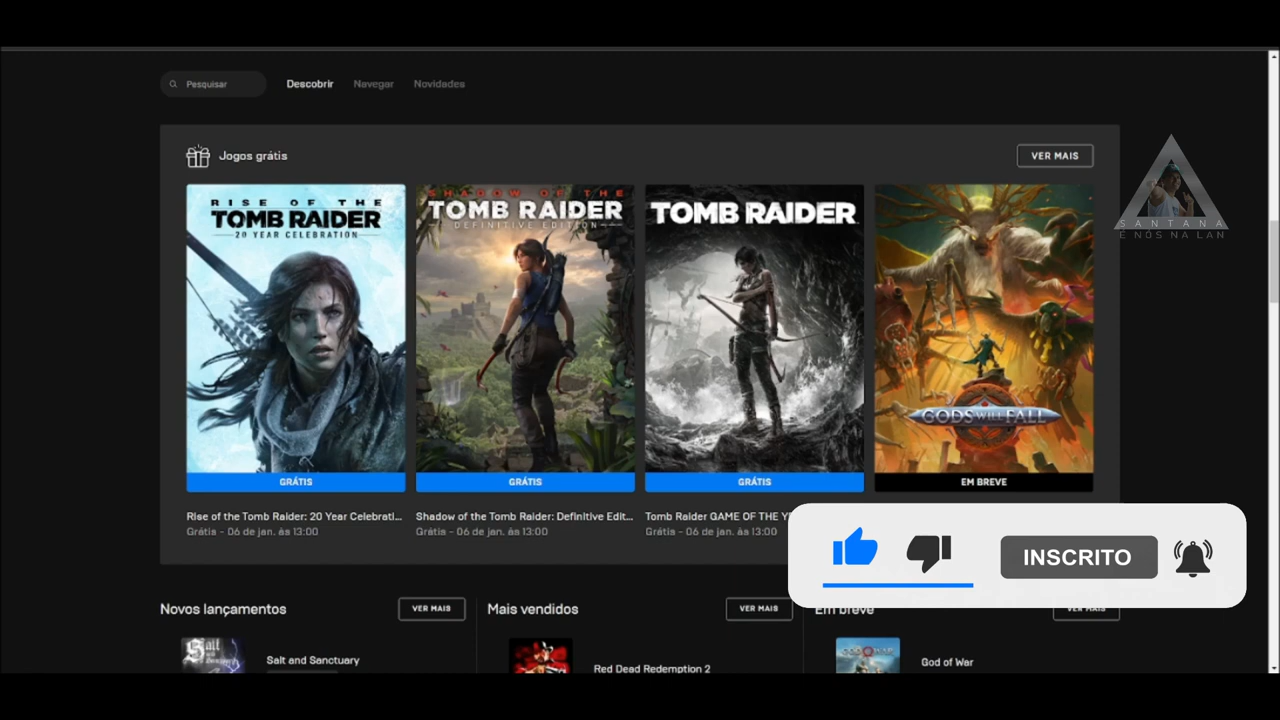 Pesquisar
Descobrir
Navegar
Novidades
Jogos grátis
VER MAIS
RISE OF THE
TOMB RAIDER
20 YEAR CELEBRATION
SHADOW OF THE
TOMB RAIDER
DEFINITIVE EDITION
TOMB RAIDER
GODS WILL FALL
SANTANA
É NÓS NA LAN
GRÁTIS
GRÁTIS
GRÁTIS
EM BREVE
Rise of the Tomb Raider: 20 Year Celebrati...
Grátis - 06 de jan. às 13:00
Shadow of the Tomb Raider: Definitive Edit...
Grátis - 06 de jan. às 13:00
Tomb Raider GAME OF THE
Grátis - 06 de jan. às 13:00
INSCRITO
Novos lançamentos
VER MAIS
Mais vendidos
VER MAIS
Em breve
VER MAIS
Salt and Sanctuary
Red Dead Redemption 2
God of War